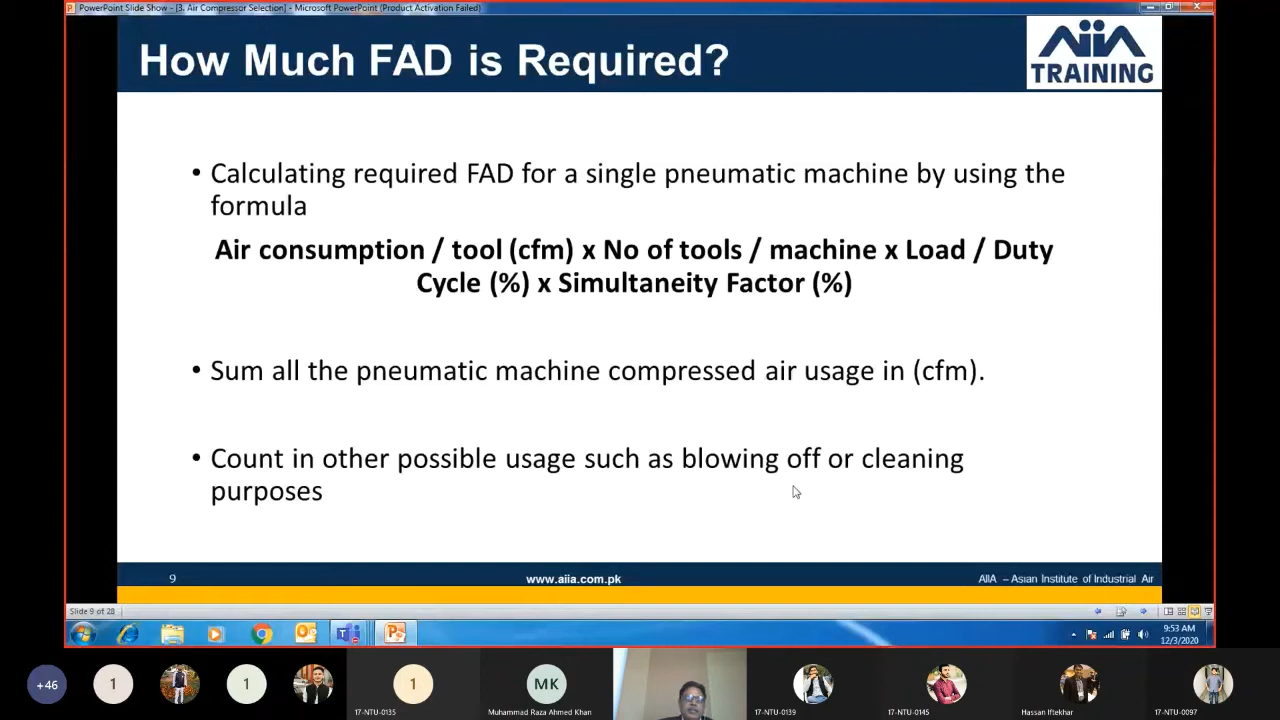 PowerPoint Slide Show - [3. Air Compressor Selection] - Microsoft PowerPoint (Product Activation Failed)
How Much FAD is Required?
AiiA
TRAINING
• Calculating required FAD for a single pneumatic machine by using the
formula
Air consumption / tool (cfm) x No of tools / machine x Load / Duty
Cycle (%) x Simultaneity Factor (%)
• Sum all the pneumatic machine compressed air usage in (cfm).
• Count in other possible usage such as blowing off or cleaning
purposes
9
www.aiia.com.pk
AIIA – Asian Institute of Industrial Air
Slide 9 of 28
9:53 AM
12/3/2020
+46
1
1
1
17-NTU-0135
MK
Muhammad Raza Ahmed Khan
17-NTU-0139
17-NTU-0145
Hassan Iftekhar
17-NTU-0097